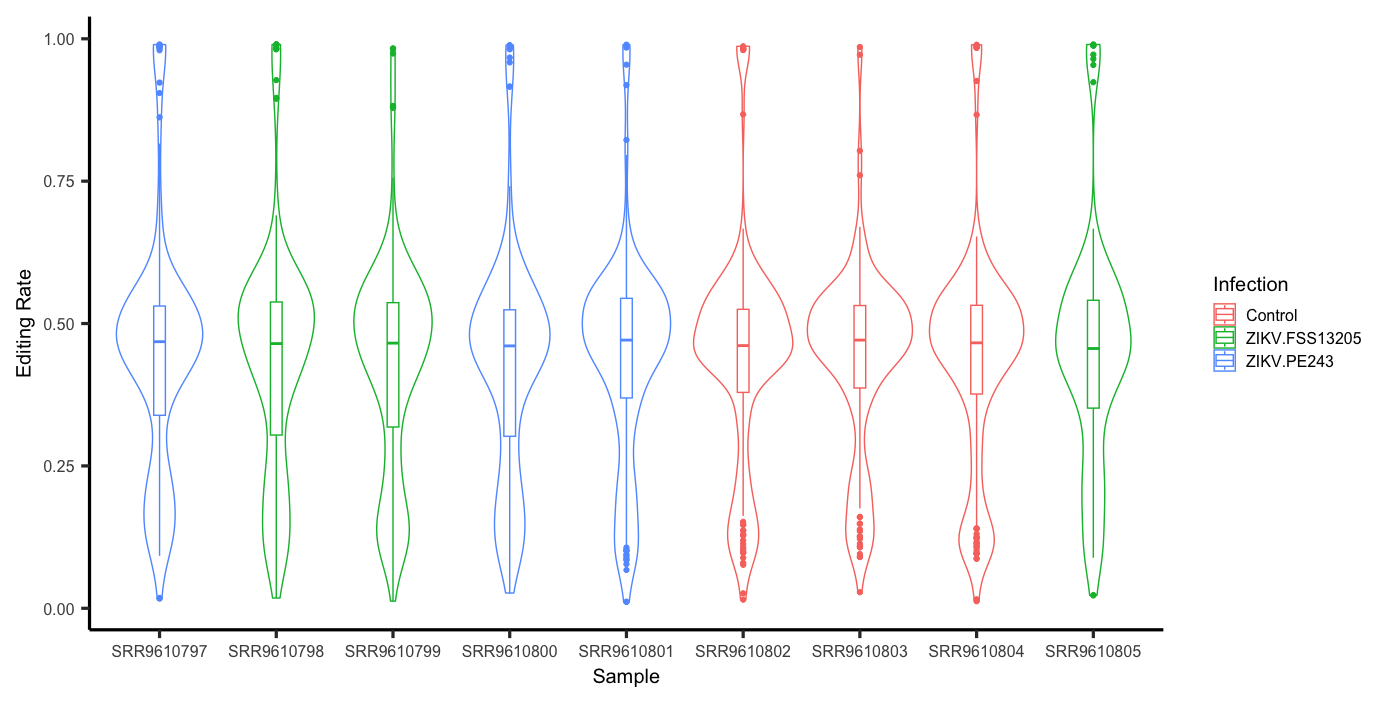 1.00
0.75
0.50
0.25
0.00
Editing Rate
SRR9610797 SRR9610798 SRR9610799 SRR9610800 SRR9610801 SRR9610802 SRR9610803 SRR9610804 SRR9610805
Sample
Infection
Control
ZIKV.FSS13205
ZIKV.PE243